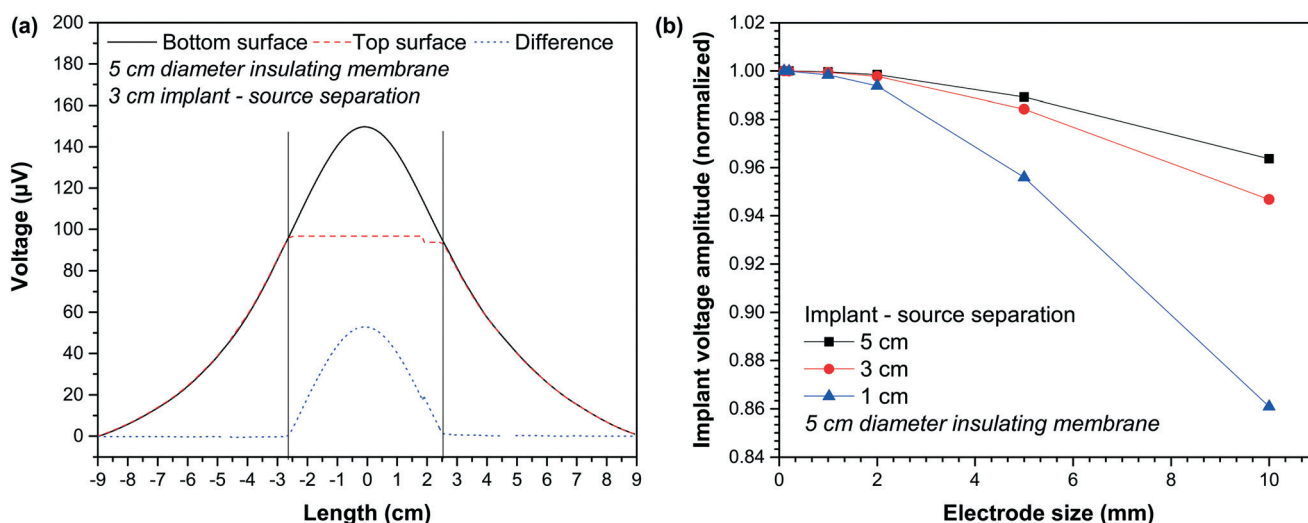 (a)
200
180
160
140
120
100
80
60
40
20
0
Voltage (µV)
Bottom surface Top surface Difference
5 cm diameter insulating membrane
3 cm implant - source separation
-9 -8 -7 -6 -5 -4 -3 -2 -1 0 1 2 3 4 5 6 7 8 9
Length (cm)
(b)
1.02
1.00
0.98
0.96
0.94
0.92
0.90
0.88
0.86
0.84
Implant voltage amplitude (normalized)
Implant - source separation
5 cm
3 cm
1 cm
5 cm diameter insulating membrane
0 2 4 6 8 10
Electrode size (mm)